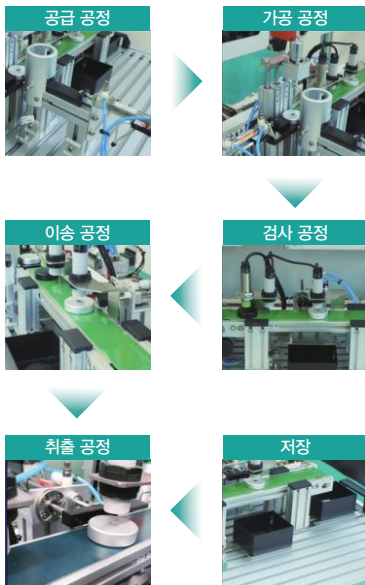 공급 공정
가공 공정
이송 공정
검사 공정
취출 공정
저장